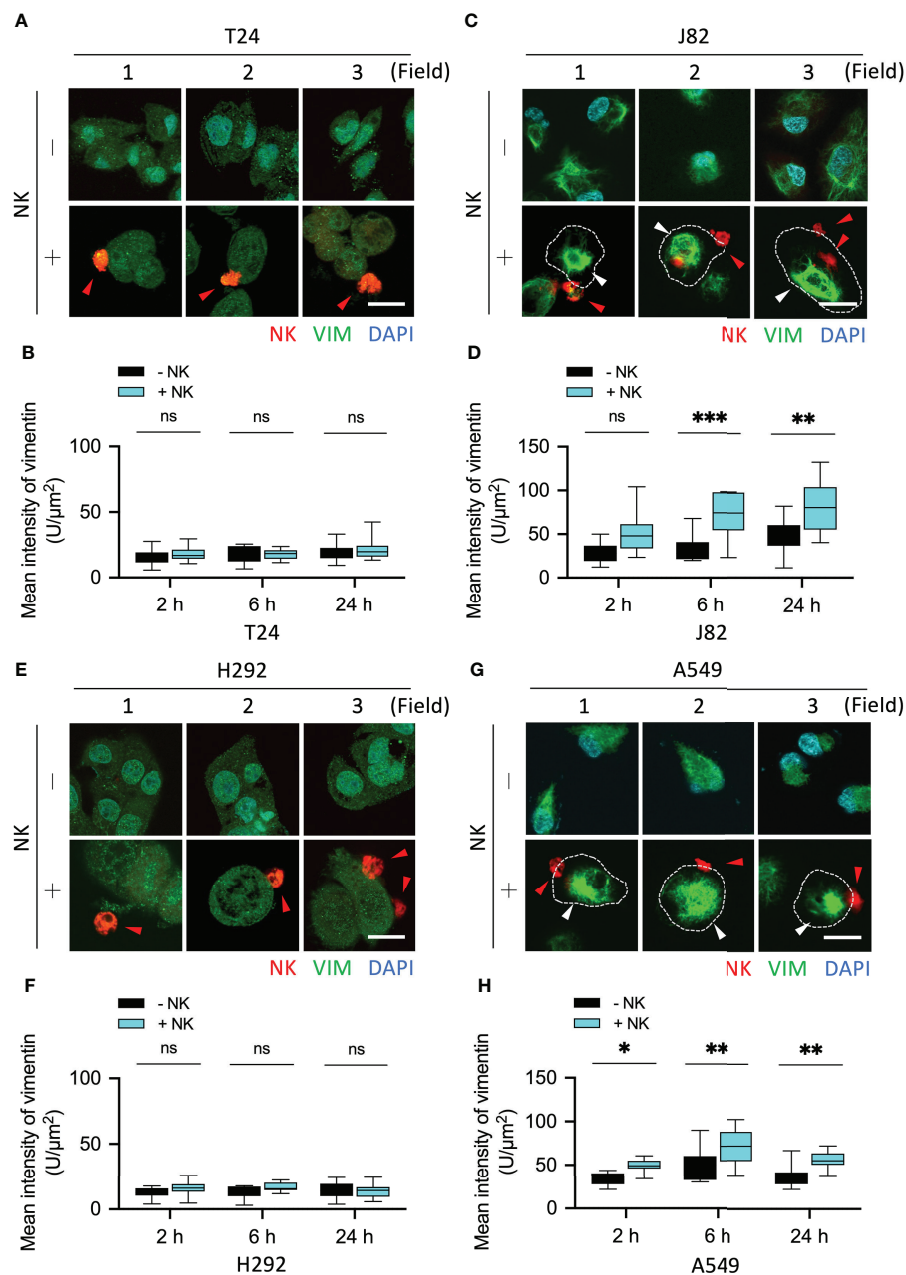 A
T24
1 2 3 (Field)
NK
−
+
NK VIM DAPI
C
J82
1 2 3 (Field)
NK
−
+
NK VIM DAPI
B
- NK
+ NK
ns ns ns
Mean intensity of vimentin
(U/μm²)
100
50
0
2 h 6 h 24 h
T24
D
- NK
+ NK
ns *** **
Mean intensity of vimentin
(U/μm²)
150
100
50
0
2 h 6 h 24 h
J82
E
H292
1 2 3 (Field)
NK
−
+
NK VIM DAPI
G
A549
1 2 3 (Field)
NK
−
+
NK VIM DAPI
F
- NK
+ NK
ns ns ns
Mean intensity of vimentin
(U/μm²)
100
50
0
2 h 6 h 24 h
H292
H
- NK
+ NK
* ** **
Mean intensity of vimentin
(U/μm²)
150
100
50
0
2 h 6 h 24 h
A549